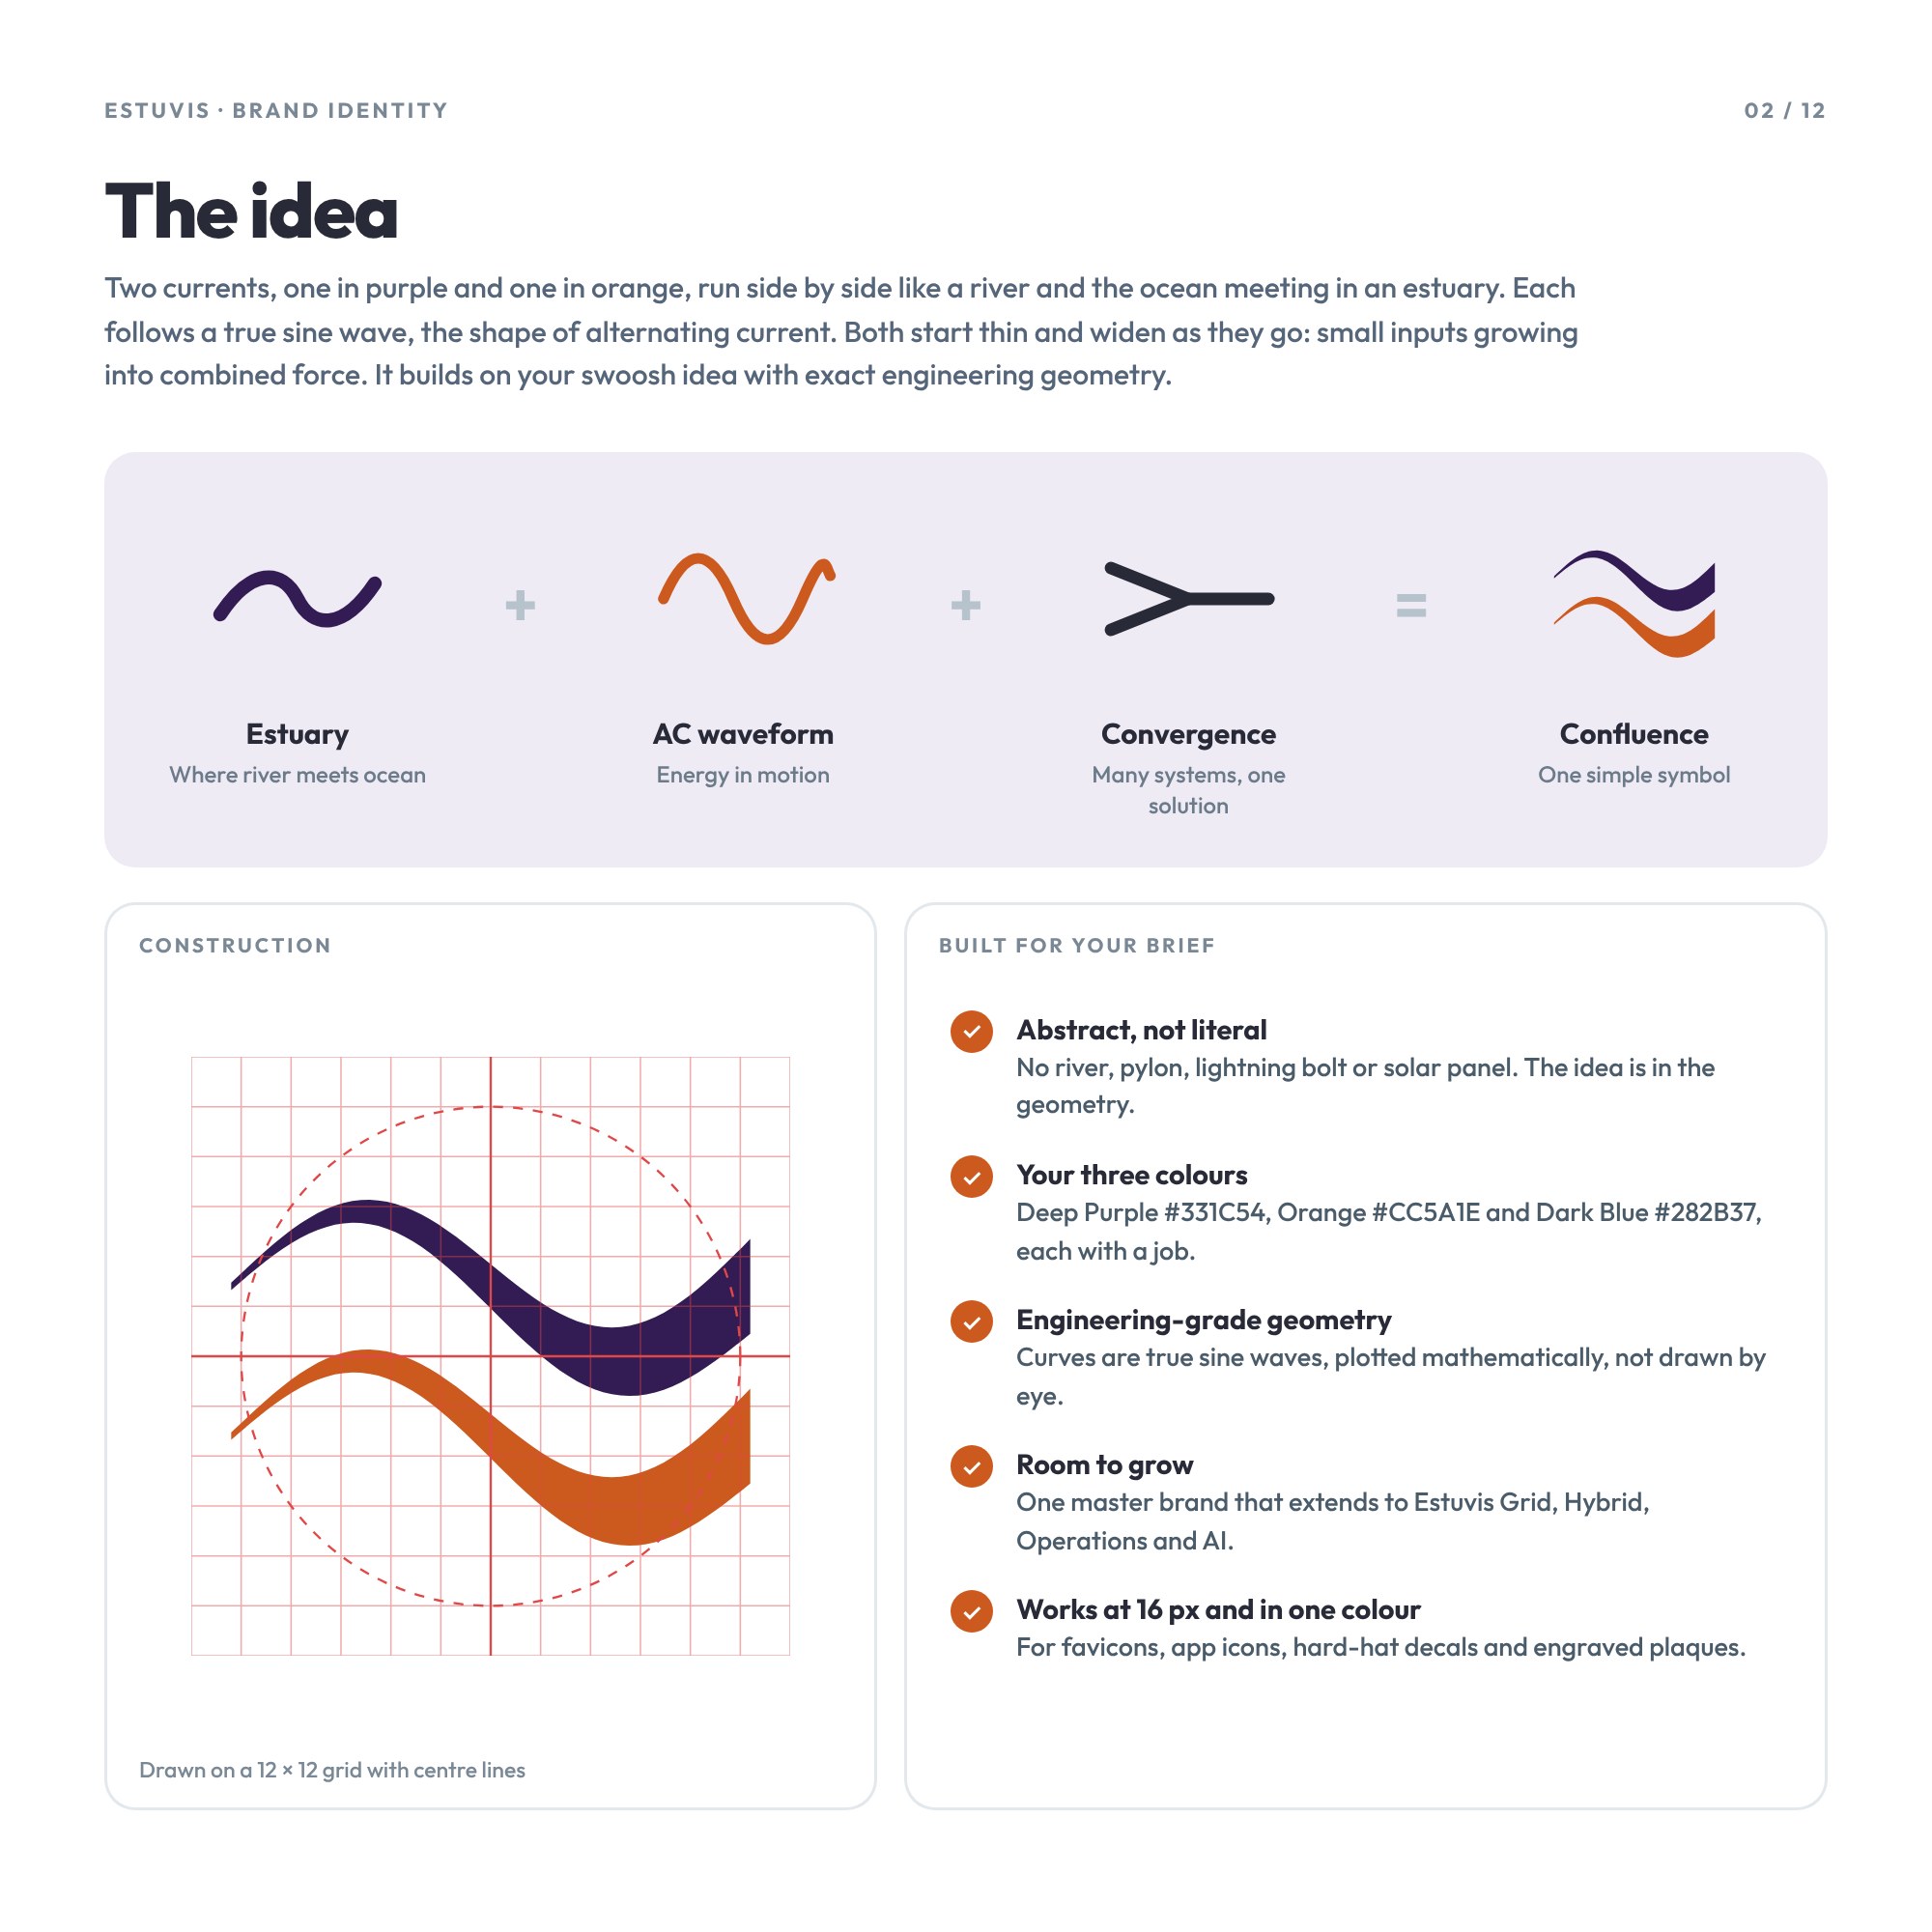 ESTUVIS · BRAND IDENTITY
02 / 12
The idea
Two currents, one in purple and one in orange, run side by side like a river and the ocean meeting in an estuary. Each
follows a true sine wave, the shape of alternating current. Both start thin and widen as they go: small inputs growing
into combined force. It builds on your swoosh idea with exact engineering geometry.
+
+
=
Estuary
Where river meets ocean
AC waveform
Energy in motion
Convergence
Many systems, one
solution
Confluence
One simple symbol
CONSTRUCTION
Drawn on a 12 × 12 grid with centre lines
BUILT FOR YOUR BRIEF
Abstract, not literal
No river, pylon, lightning bolt or solar panel. The idea is in the
geometry.
Your three colours
Deep Purple #331C54, Orange #CC5A1E and Dark Blue #282B37,
each with a job.
Engineering-grade geometry
Curves are true sine waves, plotted mathematically, not drawn by
eye.
Room to grow
One master brand that extends to Estuvis Grid, Hybrid,
Operations and AI.
Works at 16 px and in one colour
For favicons, app icons, hard-hat decals and engraved plaques.